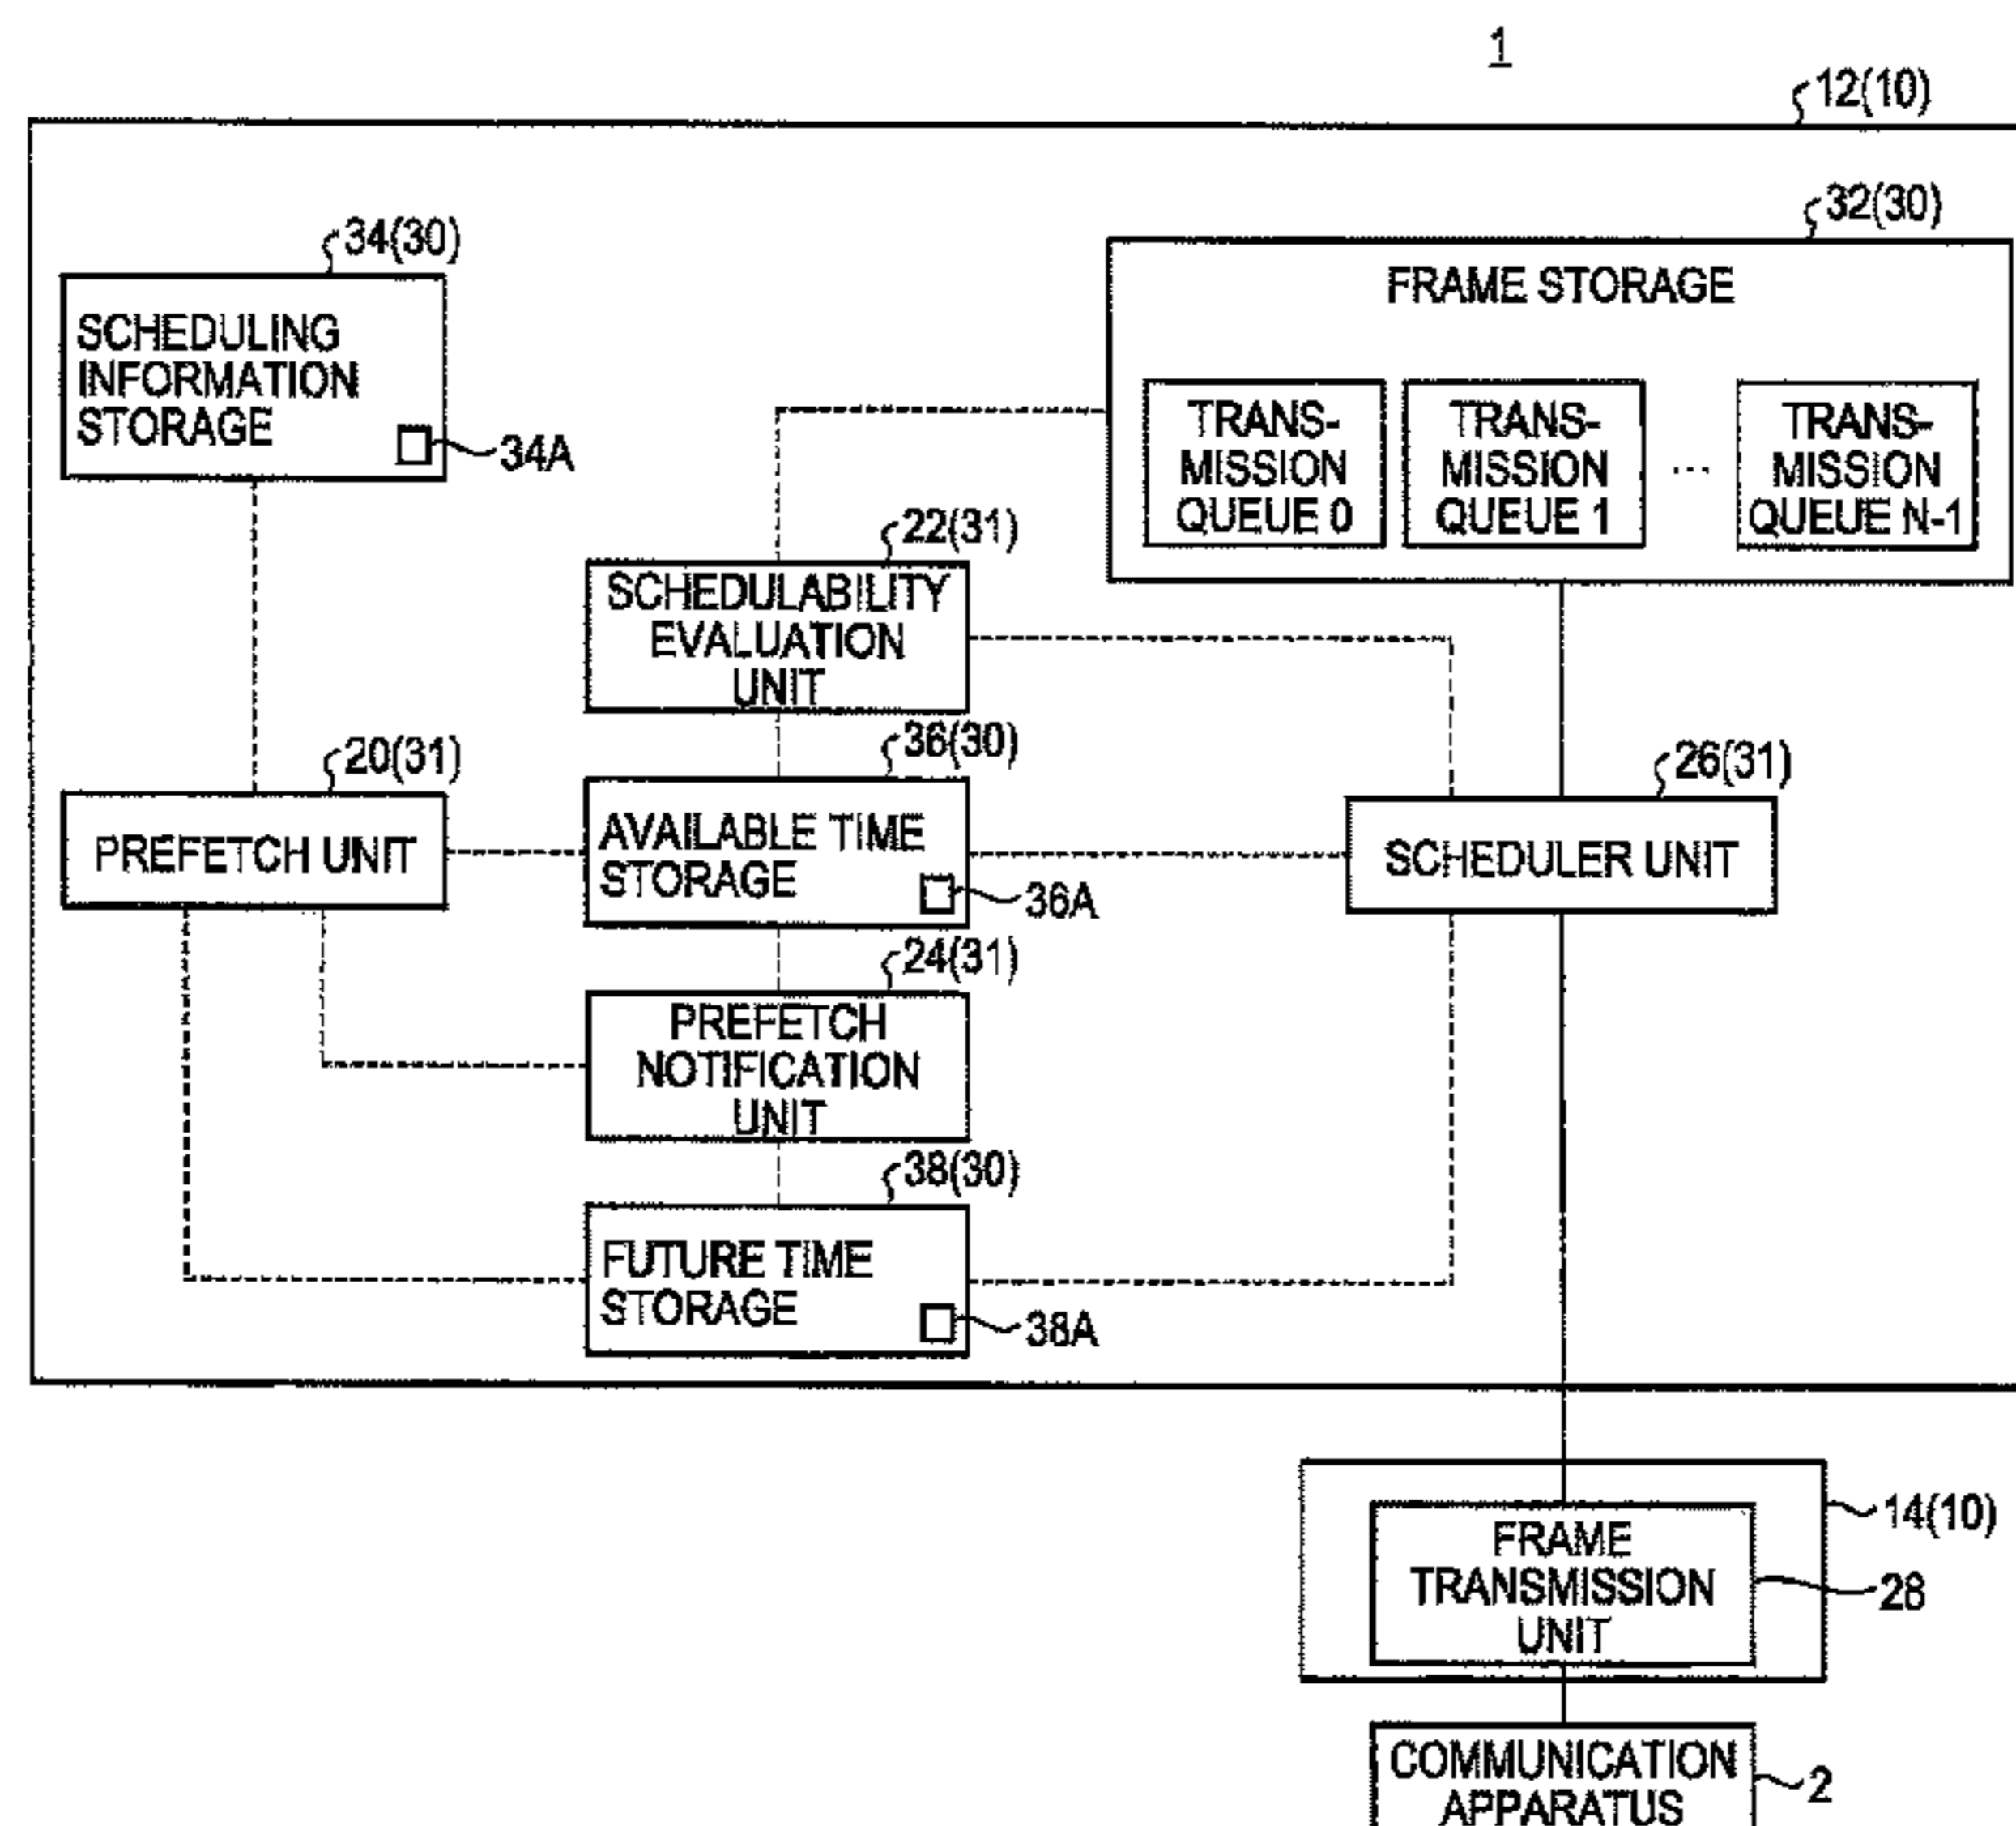 1
12(10)
34(30)
SCHEDULING
INFORMATION
STORAGE
34A
32(30)
FRAME STORAGE
TRANS-
MISSION
QUEUE 0
TRANS-
MISSION
QUEUE 1
...
TRANS-
MISSION
QUEUE N-1
22(31)
SCHEDULABILITY
EVALUATION
UNIT
20(31)
PREFETCH UNIT
36(30)
AVAILABLE TIME
STORAGE
36A
26(31)
SCHEDULER UNIT
24(31)
PREFETCH
NOTIFICATION
UNIT
38(30)
FUTURE TIME
STORAGE
38A
14(10)
FRAME
TRANSMISSION
UNIT
28
COMMUNICATION
APPARATUS
2